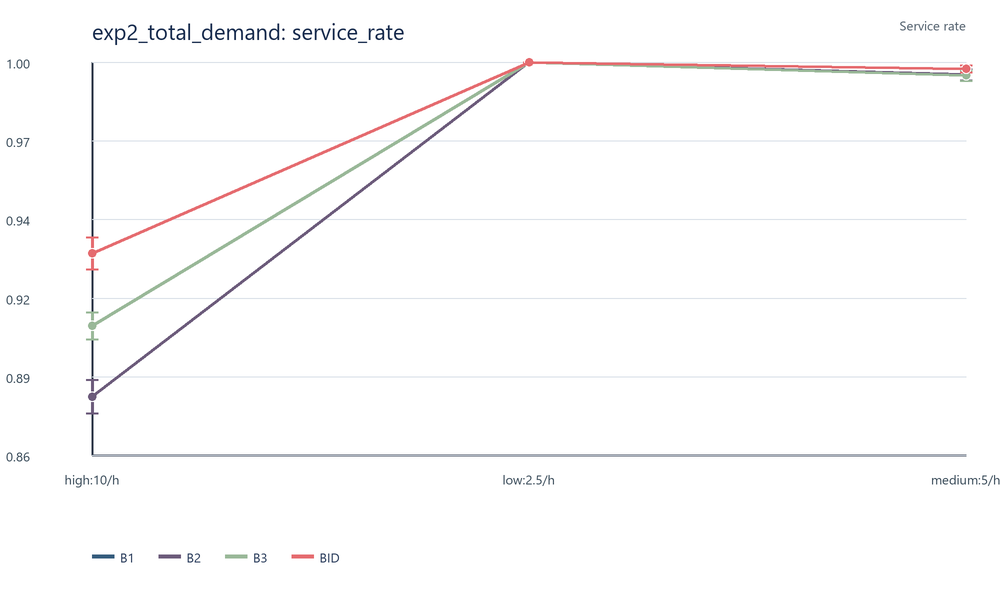 exp2_total_demand: service_rate
Service rate
1.00
0.97
0.94
0.92
0.89
0.86
high:10/h low:2.5/h medium:5/h
B1 B2 B3 BID